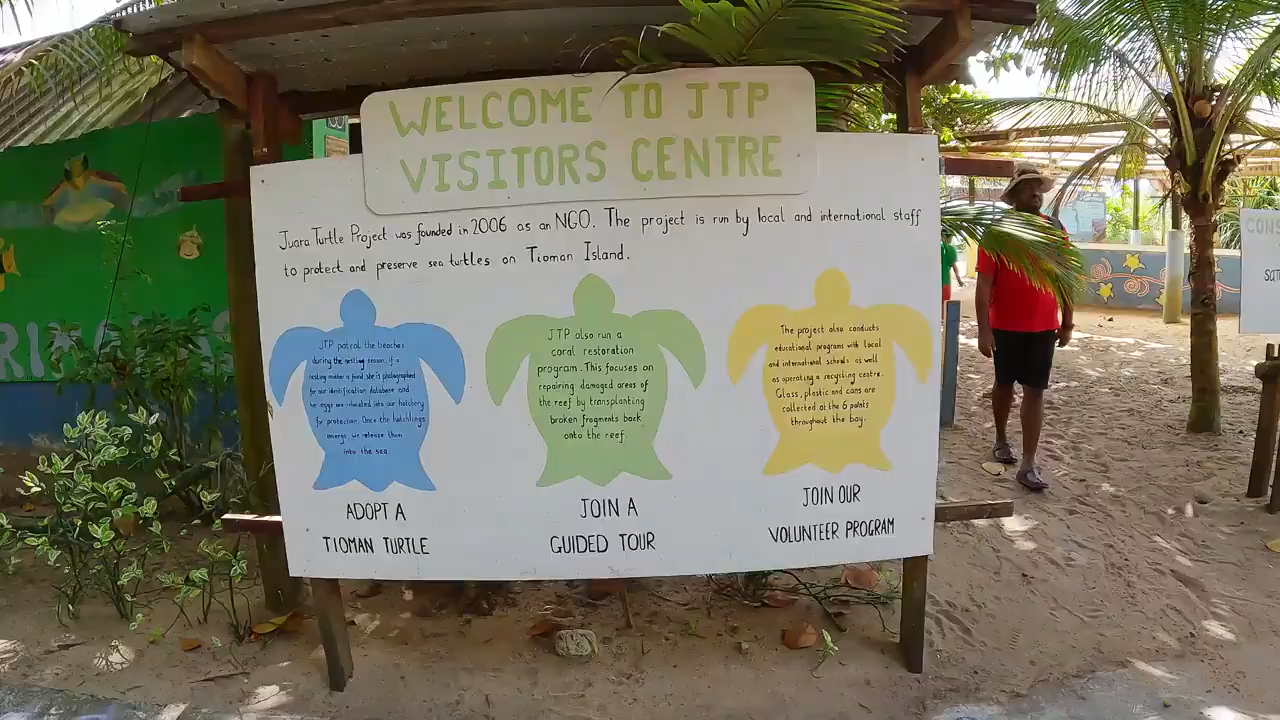 WELCOME TO JTP
VISITORS CENTRE
Juara Turtle Project was founded in 2006 as an NGO. The project is run by local and international staff
to protect and preserve sea turtles on Tioman Island.
JTP patrol the beaches
during the nesting season. If a
nesting mother is found she is photographed
for our identification database and
the eggs are relocated into our hatchery
for protection. Once the hatchlings
emerge, we release them
into the sea.
ADOPT A
TIOMAN TURTLE
JTP also run a
coral restoration
program. This focuses on
repairing damaged areas of
the reef by transplanting
broken fragments back
onto the reef.
JOIN A
GUIDED TOUR
The project also conducts
educational programs with local
and international schools as well
as operating a recycling centre.
Glass, plastic and cans are
collected at the 6 points
throughout the bay.
JOIN OUR
VOLUNTEER PROGRAM